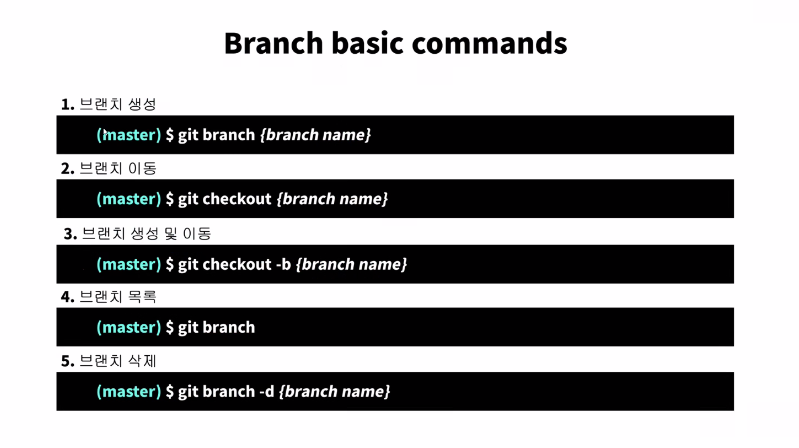 Branch basic commands
1. 브랜치 생성
(master) $ git branch {branch name}
2. 브랜치 이동
(master) $ git checkout {branch name}
3. 브랜치 생성 및 이동
(master) $ git checkout -b {branch name}
4. 브랜치 목록
(master) $ git branch
5. 브랜치 삭제
(master) $ git branch -d {branch name}